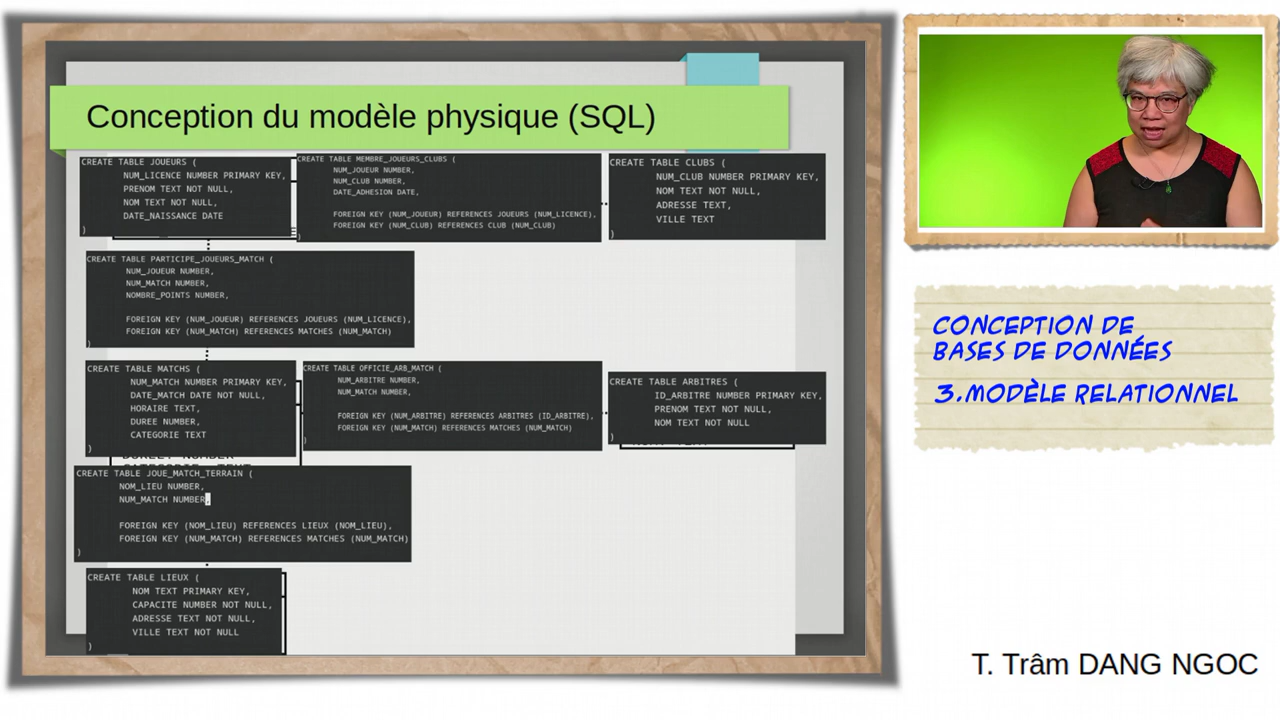 Conception du modèle physique (SQL)
CREATE TABLE JOUEURS (
NUM_LICENCE NUMBER PRIMARY KEY,
PRENOM TEXT NOT NULL,
NOM TEXT NOT NULL,
DATE_NAISSANCE DATE
)
CREATE TABLE MEMBRE_JOUEURS_CLUBS (
NUM_JOUEUR NUMBER,
NUM_CLUB NUMBER,
DATE_ADHESION DATE,
FOREIGN KEY (NUM_JOUEUR) REFERENCES JOUEURS (NUM_LICENCE),
FOREIGN KEY (NUM_CLUB) REFERENCES CLUB (NUM_CLUB)
)
CREATE TABLE CLUBS (
NUM_CLUB NUMBER PRIMARY KEY,
NOM TEXT NOT NULL,
ADRESSE TEXT,
VILLE TEXT
)
CREATE TABLE PARTICIPE_JOUEURS_MATCH (
NUM_JOUEUR NUMBER,
NUM_MATCH NUMBER,
NOMBRE_POINTS NUMBER,
FOREIGN KEY (NUM_JOUEUR) REFERENCES JOUEURS (NUM_LICENCE),
FOREIGN KEY (NUM_MATCH) REFERENCES MATCHES (NUM_MATCH)
)
CREATE TABLE MATCHS (
NUM_MATCH NUMBER PRIMARY KEY,
DATE_MATCH DATE NOT NULL,
HORAIRE TEXT,
DUREE NUMBER,
CATEGORIE TEXT
)
CREATE TABLE OFFICIE_ARB_MATCH (
NUM_ARBITRE NUMBER,
NUM_MATCH NUMBER,
FOREIGN KEY (NUM_ARBITRE) REFERENCES ARBITRES (ID_ARBITRE),
FOREIGN KEY (NUM_MATCH) REFERENCES MATCHES (NUM_MATCH)
)
CREATE TABLE ARBITRES (
ID_ARBITRE NUMBER PRIMARY KEY,
PRENOM TEXT NOT NULL,
NOM TEXT NOT NULL
)
CREATE TABLE JOUE_MATCH_TERRAIN (
NOM_LIEU NUMBER,
NUM_MATCH NUMBER,
FOREIGN KEY (NOM_LIEU) REFERENCES LIEUX (NOM_LIEU),
FOREIGN KEY (NUM_MATCH) REFERENCES MATCHES (NUM_MATCH)
)
CREATE TABLE LIEUX (
NOM TEXT PRIMARY KEY,
CAPACITE NUMBER NOT NULL,
ADRESSE TEXT NOT NULL,
VILLE TEXT NOT NULL
)
CONCEPTION DE
BASES DE DONNÉES
3.MODÈLE RELATIONNEL
T. Trâm DANG NGOC